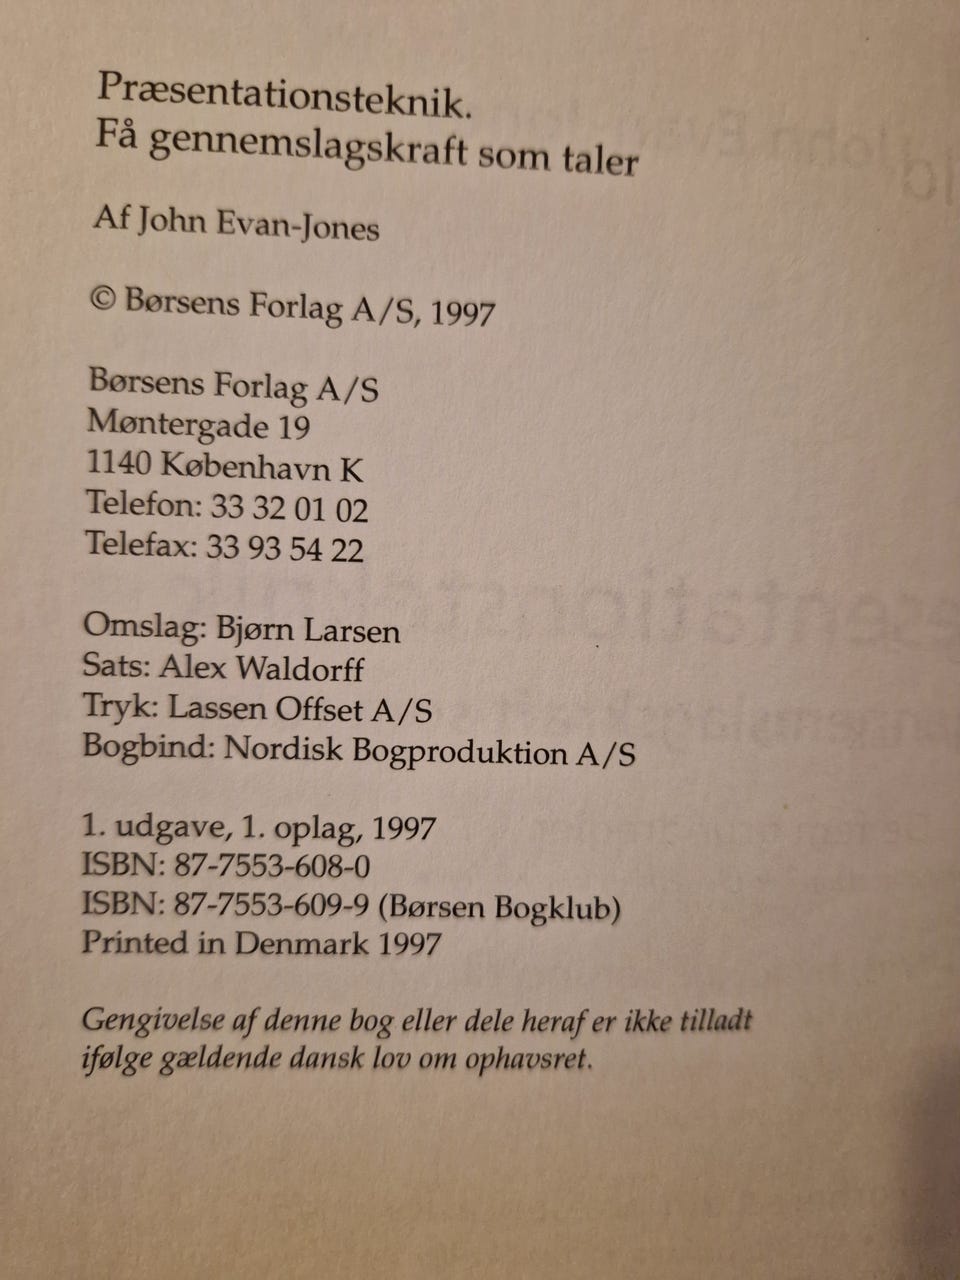 Præsentationsteknik.
Få gennemslagskraft som taler
Af John Evan-Jones
© Børsens Forlag A/S, 1997
Børsens Forlag A/S
Møntergade 19
1140 København K
Telefon: 33 32 01 02
Telefax: 33 93 54 22
Omslag: Bjørn Larsen
Sats: Alex Waldorff
Tryk: Lassen Offset A/S
Bogbind: Nordisk Bogproduktion A/S
1. udgave, 1. oplag, 1997
ISBN: 87-7553-608-0
ISBN: 87-7553-609-9 (Børsen Bogklub)
Printed in Denmark 1997
Gengivelse af denne bog eller dele heraf er ikke tilladt
ifølge gældende dansk lov om ophavsret.